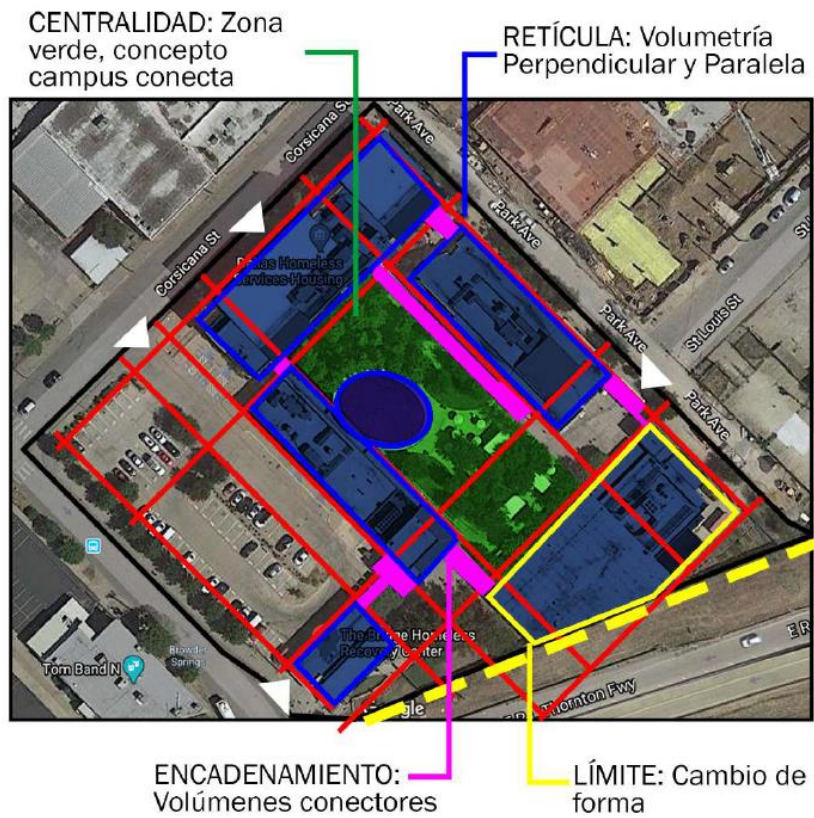 CENTRALIDAD: Zona
verde, concepto
campus conecta
RETÍCULA: Volumetría
Perpendicular y Paralela
Corsicana St
Park Ave
Park Ave
Corsicana St
Homeless
Services-Housing
Park Ave
St Louis St
Park Ave
The Bridge Homeless
Recovery Center
Browder
Springs
Tom Band N
Thornton Fwy
E R
ENCADENAMIENTO:
Volúmenes conectores
LÍMITE: Cambio de
forma